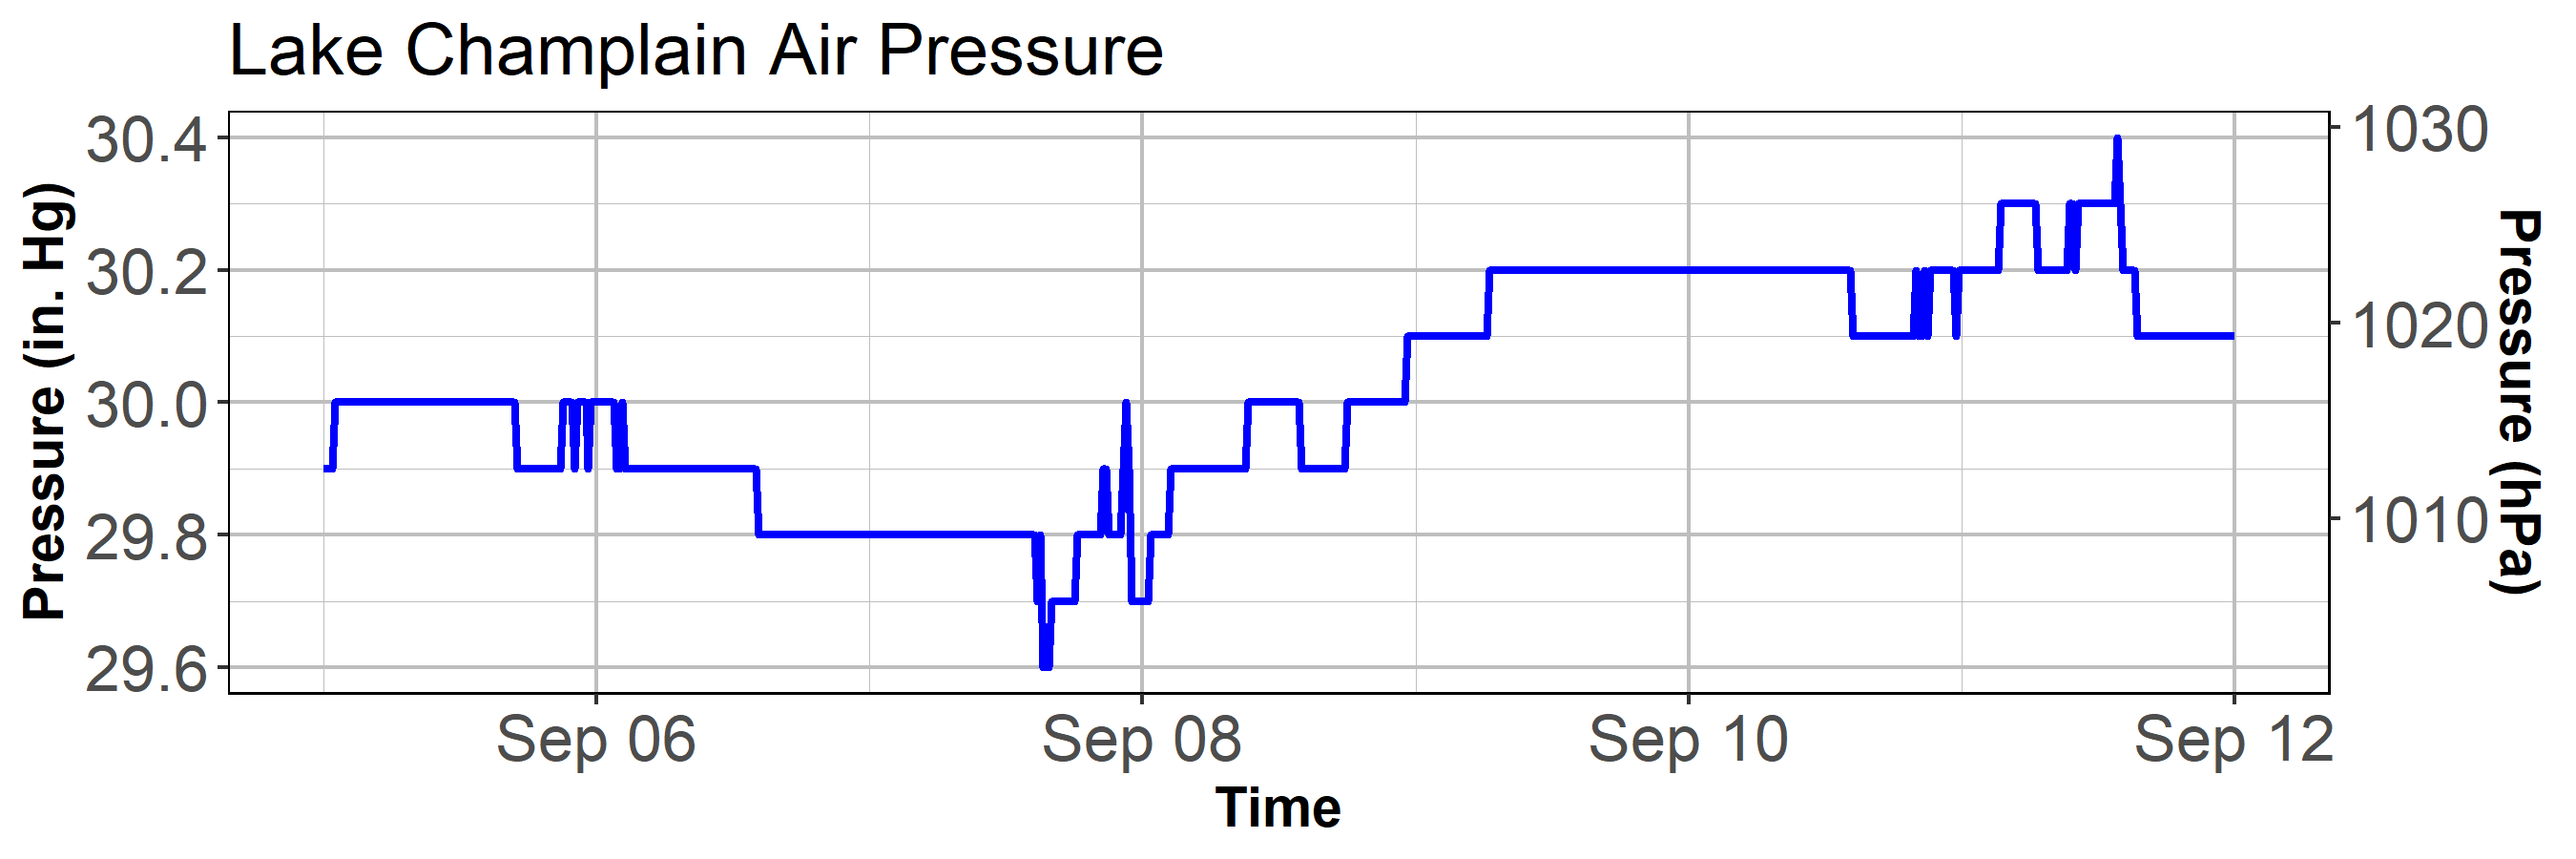 Lake Champlain Air Pressure
Pressure (in. Hg)
30.4
30.2
30.0
29.8
29.6
1030
1020
1010
Pressure (hPa)
Sep 06 Sep 08 Sep 10 Sep 12
Time